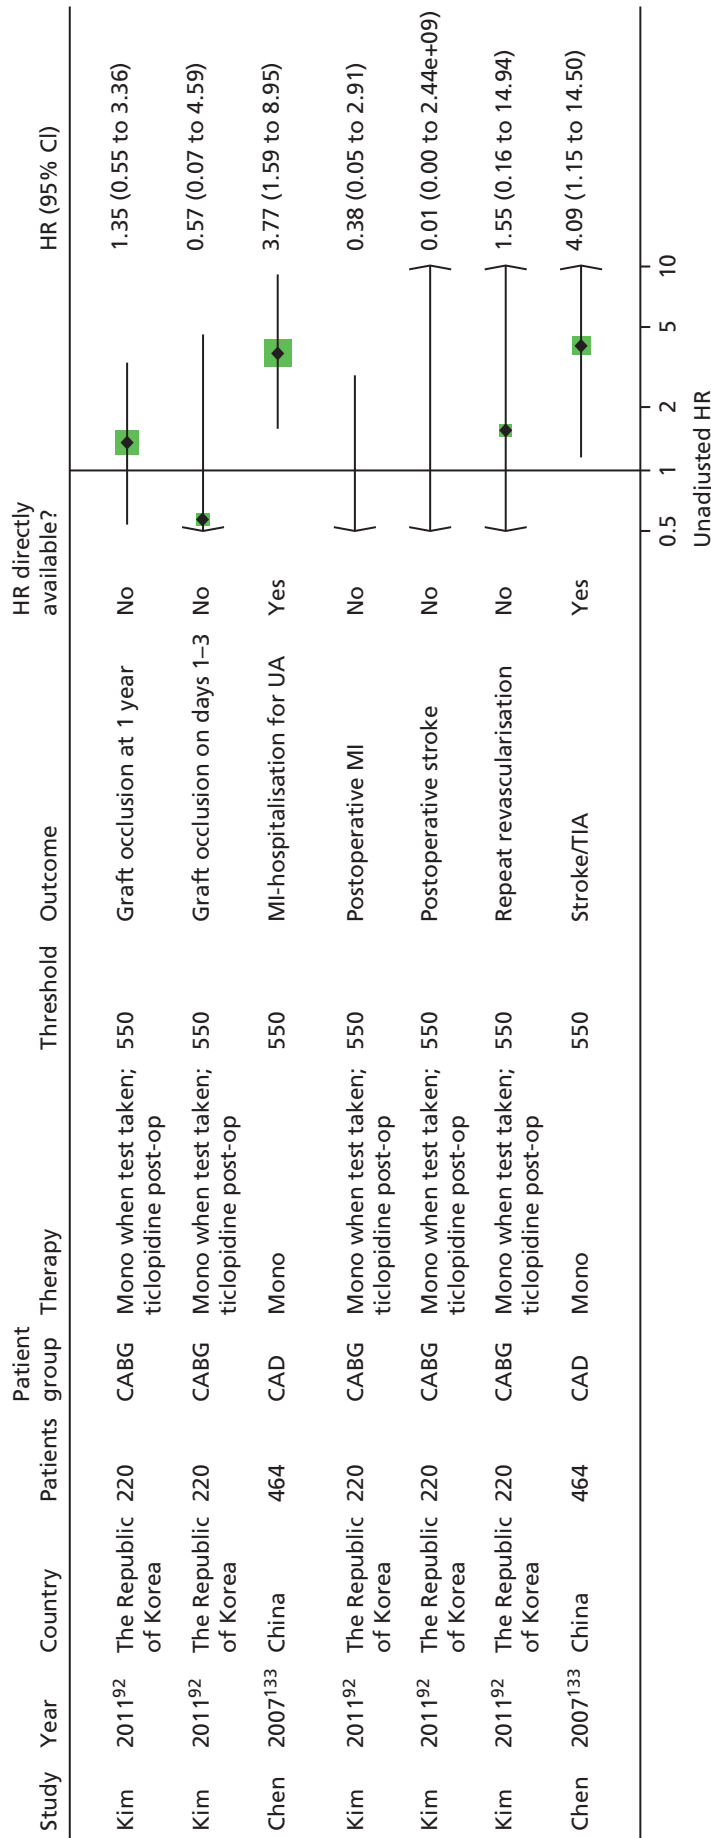 Study Year Country Patients Patient group Therapy Threshold Outcome HR directly available? HR (95% CI)
Kim 2011⁹² The Republic of Korea 220 CABG Mono when test taken; ticlopidine post-op 550 Graft occlusion at 1 year No 1.35 (0.55 to 3.36)
Kim 2011⁹² The Republic of Korea 220 CABG Mono when test taken; ticlopidine post-op 550 Graft occlusion on days 1–3 No 0.57 (0.07 to 4.59)
Chen 2007¹³³ China 464 CAD Mono 550 MI-hospitalisation for UA Yes 3.77 (1.59 to 8.95)
Kim 2011⁹² The Republic of Korea 220 CABG Mono when test taken; ticlopidine post-op 550 Postoperative MI No 0.38 (0.05 to 2.91)
Kim 2011⁹² The Republic of Korea 220 CABG Mono when test taken; ticlopidine post-op 550 Postoperative stroke No 0.01 (0.00 to 2.44e+09)
Kim 2011⁹² The Republic of Korea 220 CABG Mono when test taken; ticlopidine post-op 550 Repeat revascularisation No 1.55 (0.16 to 14.94)
Chen 2007¹³³ China 464 CAD Mono 550 Stroke/TIA Yes 4.09 (1.15 to 14.50)
0.5 1 2 5 10
Unadjusted HR